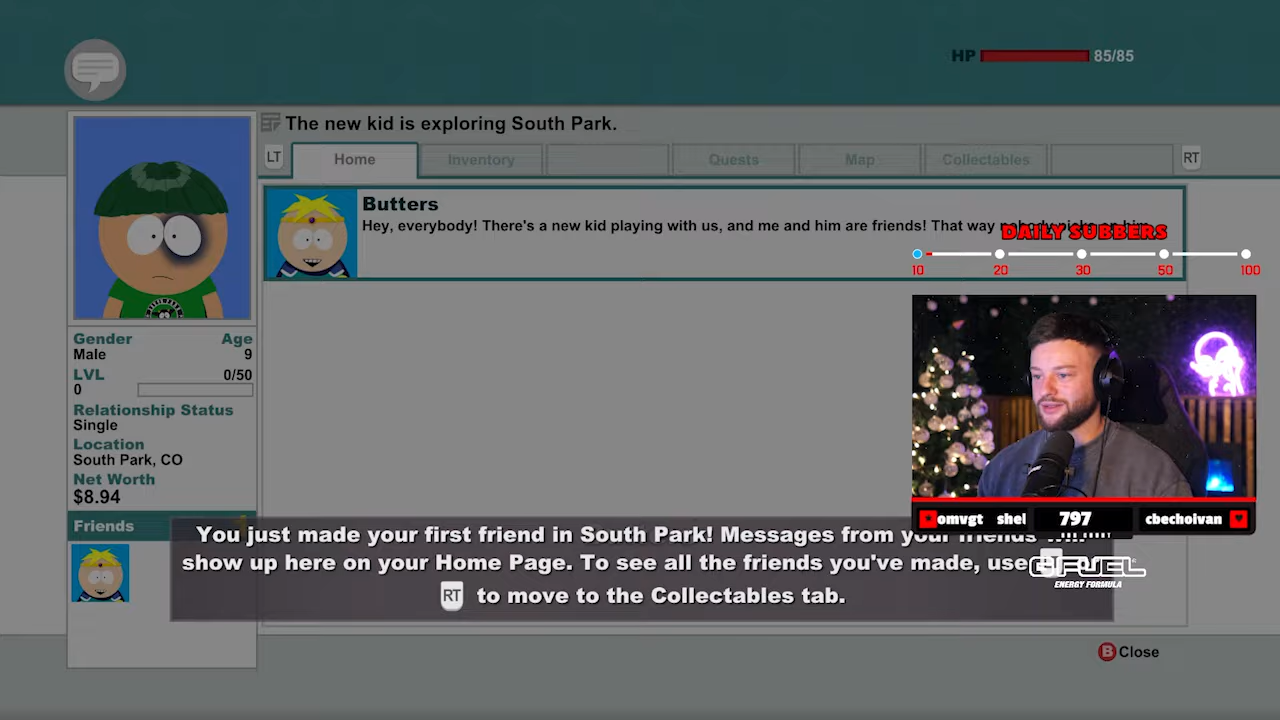 HP 85/85
The new kid is exploring South Park.
LT Home Inventory Quests Map Collectables RT
Butters
Hey, everybody! There's a new kid playing with us, and me and him are friends! That way
DAILY SUBBERS
10 20 30 50 100
Gender Age
Male 9
LVL 0/50
0
Relationship Status
Single
Location
South Park, CO
Net Worth
$8.94
Friends
omvgt shel 797 cbechoivan
You just made your first friend in South Park! Messages from your friends will
show up here on your Home Page. To see all the friends you've made, use
GFUEL
ENERGY FORMULA
RT to move to the Collectables tab.
B Close